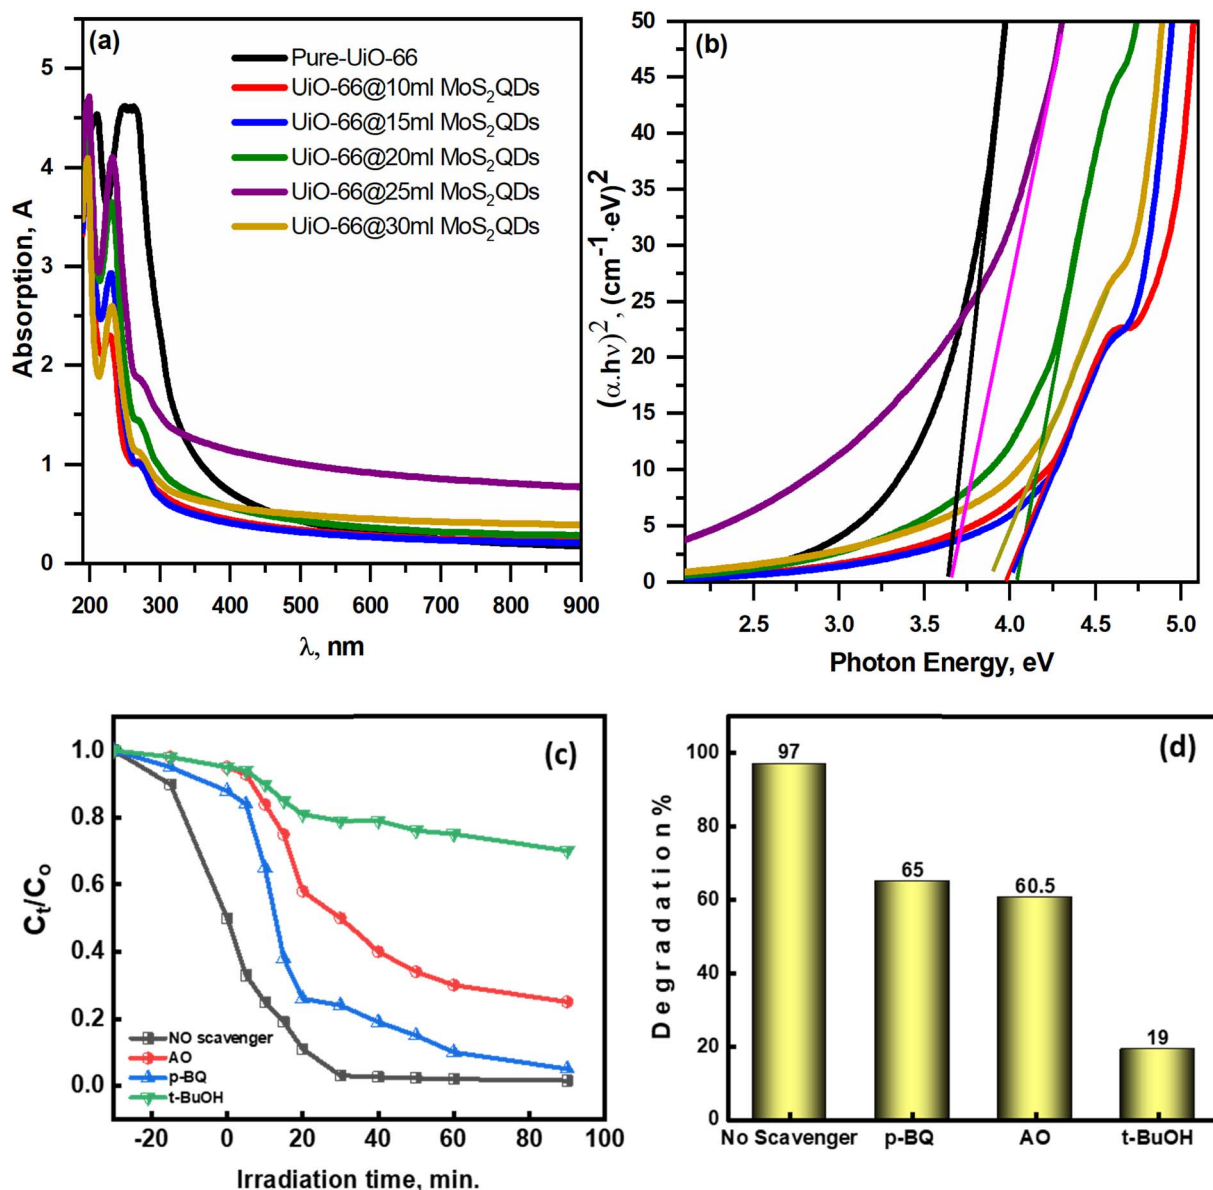 (a)
Pure-UiO-66
UiO-66@10ml MoS₂QDs
UiO-66@15ml MoS₂QDs
UiO-66@20ml MoS₂QDs
UiO-66@25ml MoS₂QDs
UiO-66@30ml MoS₂QDs
5
4
3
2
1
0
Absorption, A
200 300 400 500 600 700 800 900
λ, nm
(b)
50
45
40
35
30
25
20
15
10
5
0
(α.hν)², (cm⁻¹·eV)²
2.5 3.0 3.5 4.0 4.5 5.0
Photon Energy, eV
(c)
1.0
0.8
0.6
0.4
0.2
0.0
Cₜ/Cₒ
NO scavenger
AO
p-BQ
t-BuOH
-20 0 20 40 60 80 100
Irradiation time, min.
(d)
100
80
60
40
20
0
Degradation%
97
65
60.5
19
No Scavenger p-BQ AO t-BuOH